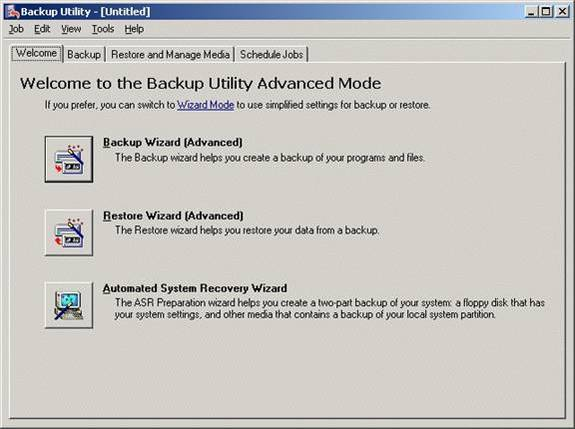 Backup Utility - [Untitled]
Job Edit View Tools Help
Welcome Backup Restore and Manage Media Schedule Jobs
Welcome to the Backup Utility Advanced Mode
If you prefer, you can switch to Wizard Mode to use simplified settings for backup or restore.
Backup Wizard (Advanced)
The Backup wizard helps you create a backup of your programs and files.
Restore Wizard (Advanced)
The Restore wizard helps you restore your data from a backup.
Automated System Recovery Wizard
The ASR Preparation wizard helps you create a two-part backup of your system: a floppy disk that has
your system settings, and other media that contains a backup of your local system partition.